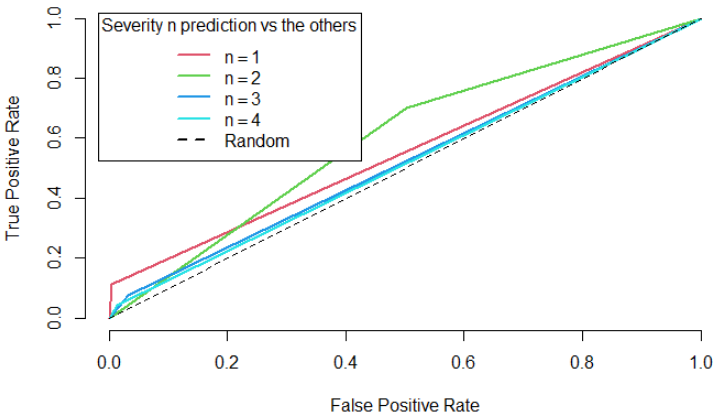 Severity n prediction vs the others
n = 1
n = 2
n = 3
n = 4
Random
True Positive Rate
1.0
0.8
0.6
0.4
0.2
0.0
0.0 0.2 0.4 0.6 0.8 1.0
False Positive Rate